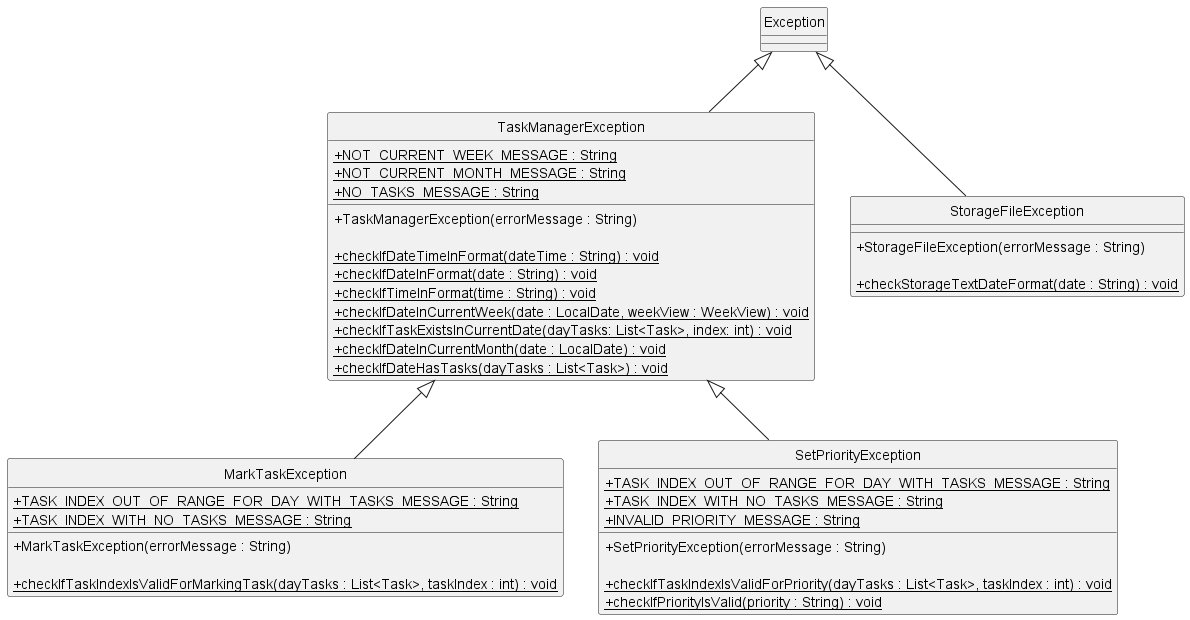 Exception
TaskManagerException
+NOT_CURRENT_WEEK_MESSAGE : String
+NOT_CURRENT_MONTH_MESSAGE : String
+NO_TASKS_MESSAGE : String
+TaskManagerException(errorMessage : String)
+checkIfDateTimeInFormat(dateTime : String) : void
+checkIfDateInFormat(date : String) : void
+checkIfTimeInFormat(time : String) : void
+checkIfDateInCurrentWeek(date : LocalDate, weekView : WeekView) : void
+checkIfTaskExistsInCurrentDate(dayTasks: List<Task>, index: int) : void
+checkIfDateInCurrentMonth(date : LocalDate) : void
+checkIfDateHasTasks(dayTasks : List<Task>) : void
StorageFileException
+StorageFileException(errorMessage : String)
+checkStorageTextDateFormat(date : String) : void
MarkTaskException
+TASK_INDEX_OUT_OF_RANGE_FOR_DAY_WITH_TASKS_MESSAGE : String
+TASK_INDEX_WITH_NO_TASKS_MESSAGE : String
+MarkTaskException(errorMessage : String)
+checkIfTaskIndexIsValidForMarkingTask(dayTasks : List<Task>, taskIndex : int) : void
SetPriorityException
+TASK_INDEX_OUT_OF_RANGE_FOR_DAY_WITH_TASKS_MESSAGE : String
+TASK_INDEX_WITH_NO_TASKS_MESSAGE : String
+INVALID_PRIORITY_MESSAGE : String
+SetPriorityException(errorMessage : String)
+checkIfTaskIndexIsValidForPriority(dayTasks : List<Task>, taskIndex : int) : void
+checkIfPriorityIsValid(priority : String) : void